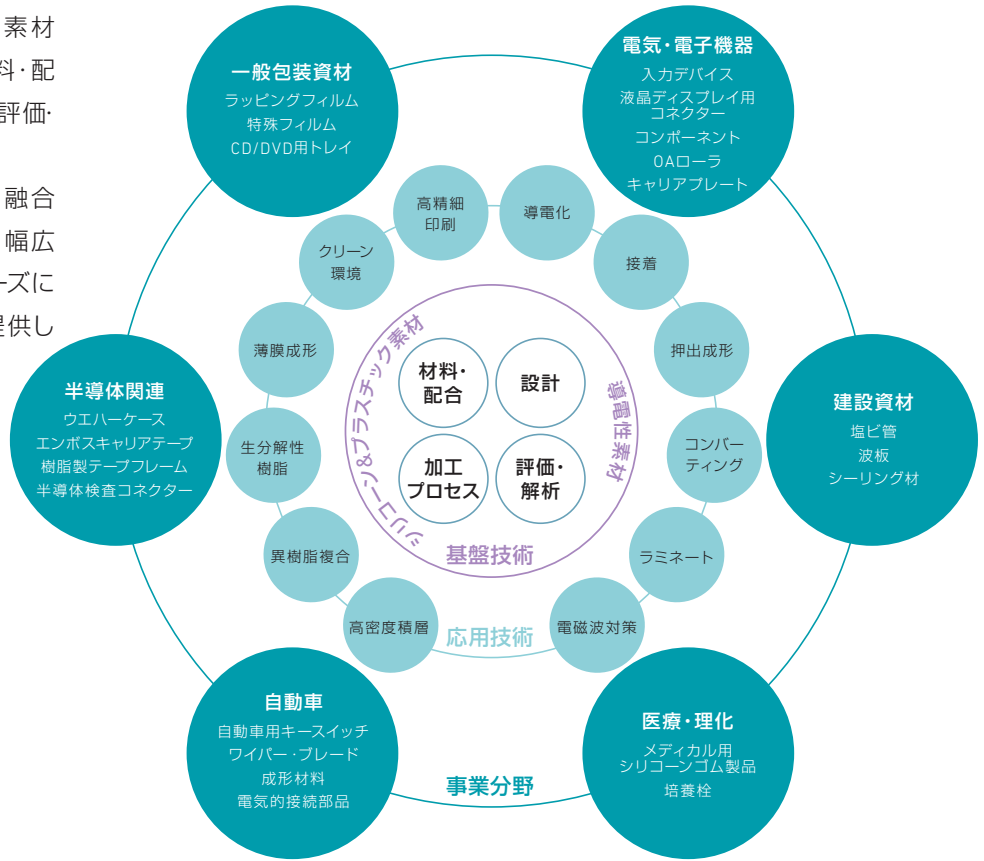 素材
料・配
評価・
融合
幅広
ーズに
提供し
一般包装資材
ラッピングフィルム
特殊フィルム
CD/DVD用トレイ
電気・電子機器
入力デバイス
液晶ディスプレイ用
コネクター
コンポーネント
OAローラ
キャリアプレート
高精細
印刷
導電化
クリーン
環境
接着
薄膜成形
押出成形
生分解性
樹脂
コンバー
ティング
異樹脂複合
ラミネート
高密度積層
電磁波対策
応用技術
シリコーン&プラスチック素材
導電性素材
材料・
配合
設計
加工
プロセス
評価・
解析
基盤技術
半導体関連
ウエハーケース
エンボスキャリアテープ
樹脂製テープフレーム
半導体検査コネクター
建設資材
塩ビ管
波板
シーリング材
自動車
自動車用キースイッチ
ワイパー・ブレード
成形材料
電気的接続部品
医療・理化
メディカル用
シリコーンゴム製品
培養栓
事業分野